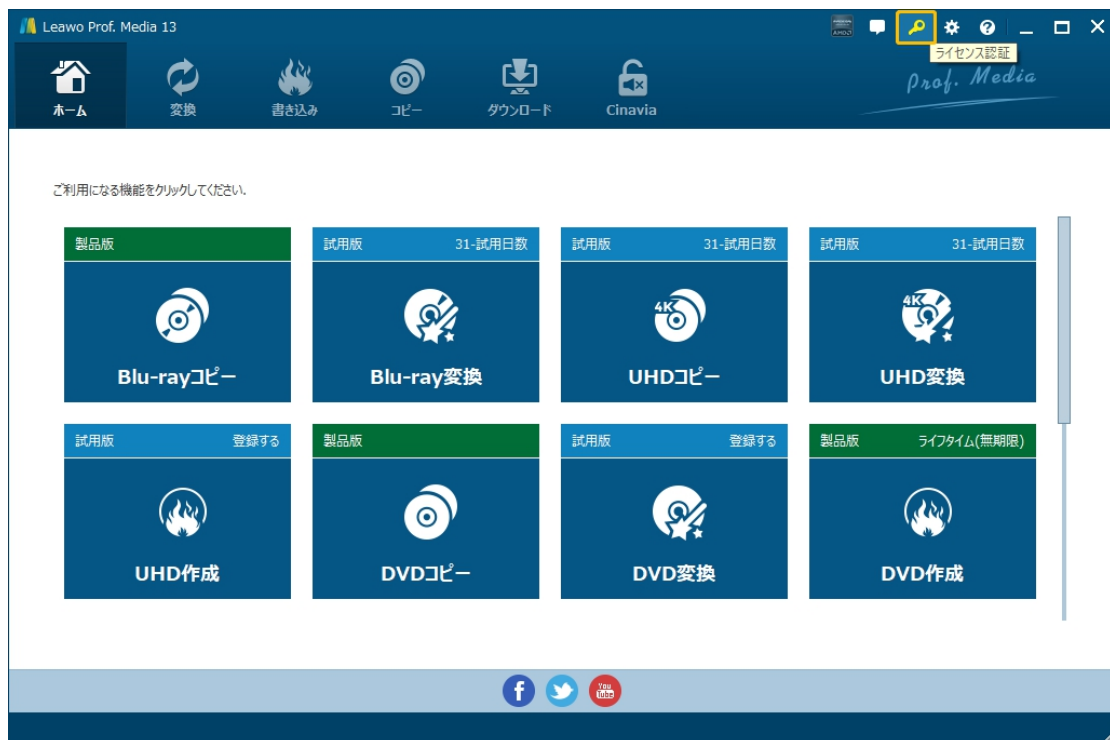 Leawo Prof. Media 13
AMD
ライセンス認証
ホーム
変換
書き込み
コピー
ダウンロード
Cinavia
Prof. Media
ご利用になる機能をクリックしてください.
製品版
試用版 31-試用日数
試用版 31-試用日数
試用版 31-試用日数
4K
4K
Blu-rayコピー
Blu-ray変換
UHDコピー
UHD変換
試用版 登録する
製品版
試用版 登録する
製品版 ライフタイム(無期限)
UHD作成
DVDコピー
DVD変換
DVD作成
You
Tube